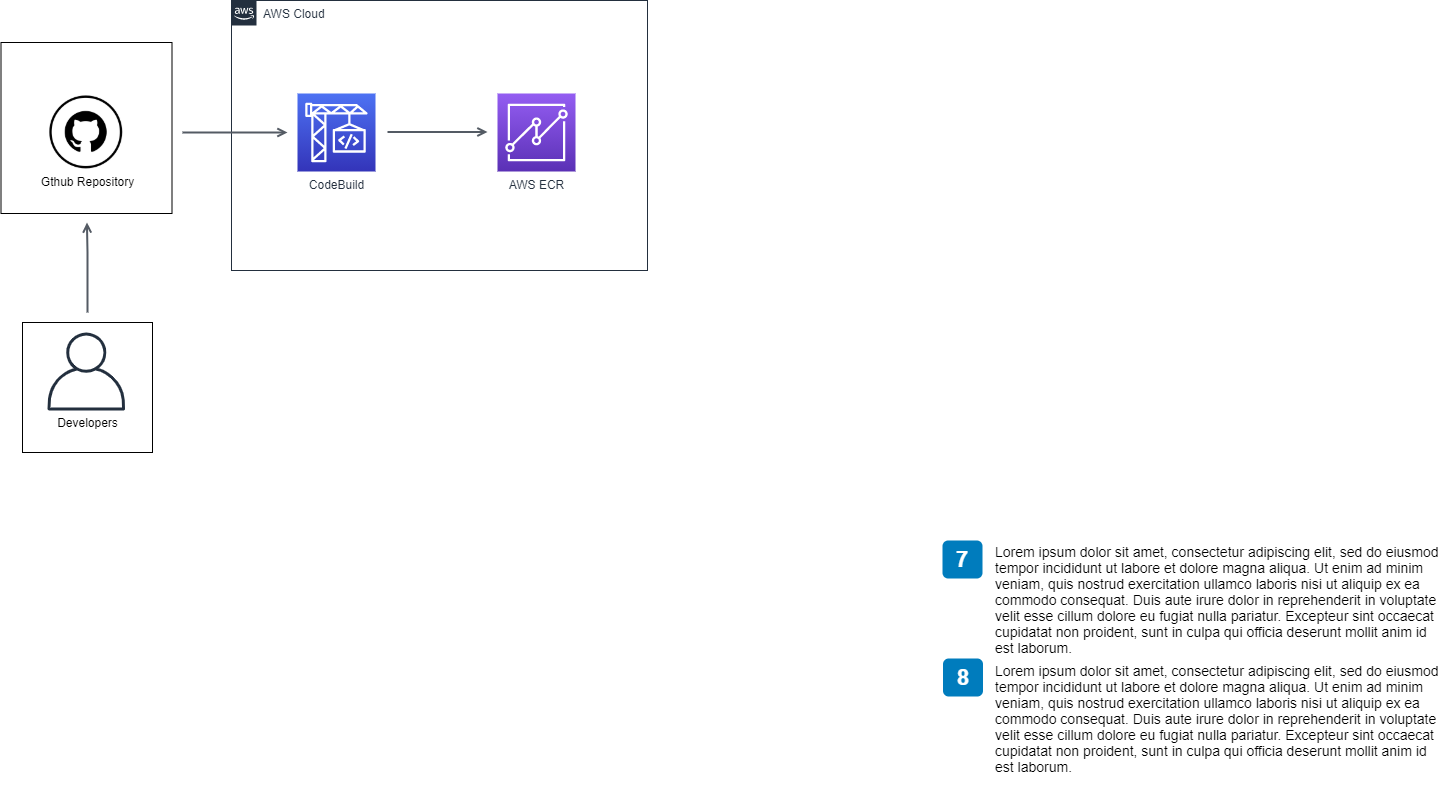 aws
AWS Cloud
Gthub Repository
CodeBuild
AWS ECR
Developers
7
Lorem ipsum dolor sit amet, consectetur adipiscing elit, sed do eiusmod
tempor incididunt ut labore et dolore magna aliqua. Ut enim ad minim
veniam, quis nostrud exercitation ullamco laboris nisi ut aliquip ex ea
commodo consequat. Duis aute irure dolor in reprehenderit in voluptate
velit esse cillum dolore eu fugiat nulla pariatur. Excepteur sint occaecat
cupidatat non proident, sunt in culpa qui officia deserunt mollit anim id
est laborum.
8
Lorem ipsum dolor sit amet, consectetur adipiscing elit, sed do eiusmod
tempor incididunt ut labore et dolore magna aliqua. Ut enim ad minim
veniam, quis nostrud exercitation ullamco laboris nisi ut aliquip ex ea
commodo consequat. Duis aute irure dolor in reprehenderit in voluptate
velit esse cillum dolore eu fugiat nulla pariatur. Excepteur sint occaecat
cupidatat non proident, sunt in culpa qui officia deserunt mollit anim id
est laborum.